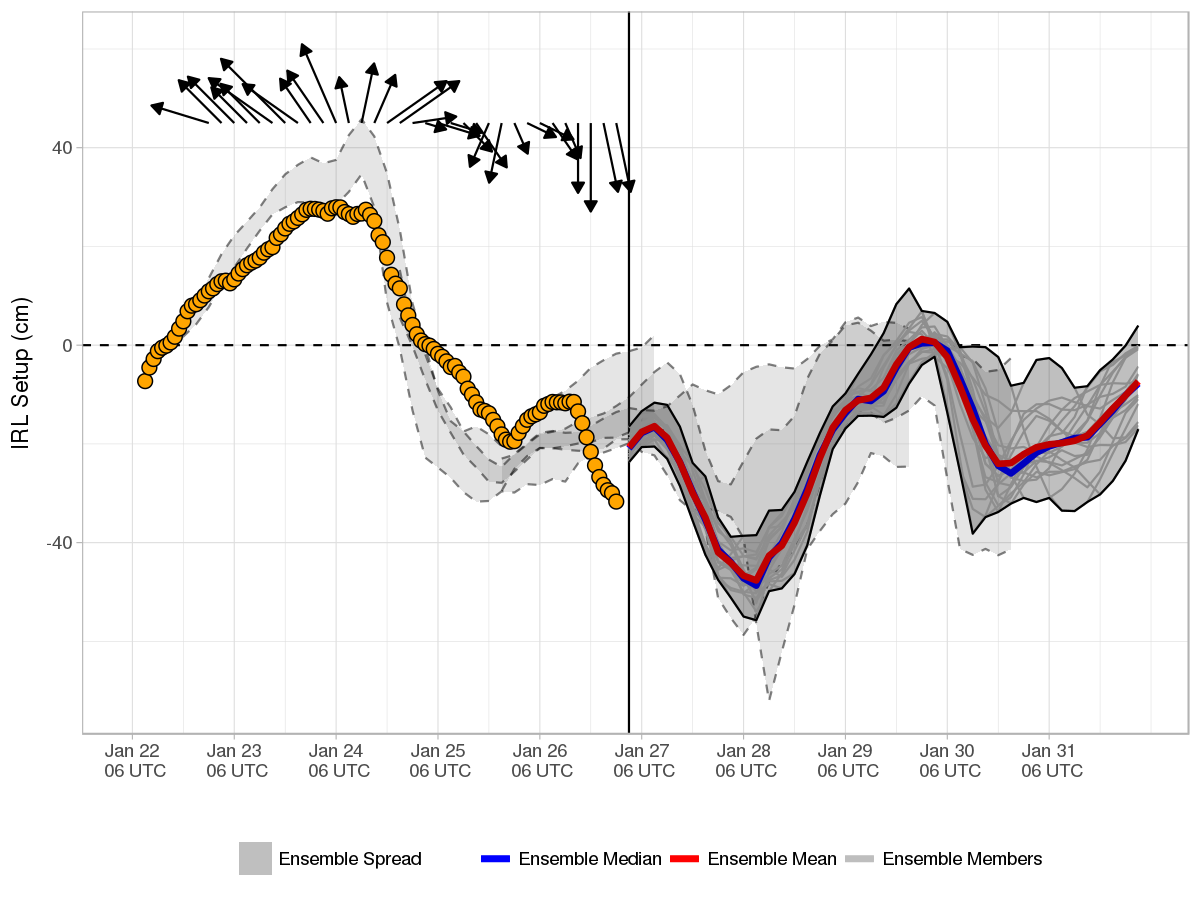 IRL Setup (cm)
40
0
-40
Jan 22 Jan 23 Jan 24 Jan 25 Jan 26 Jan 27 Jan 28 Jan 29 Jan 30 Jan 31
06 UTC 06 UTC 06 UTC 06 UTC 06 UTC 06 UTC 06 UTC 06 UTC 06 UTC 06 UTC
Ensemble Spread Ensemble Median Ensemble Mean Ensemble Members